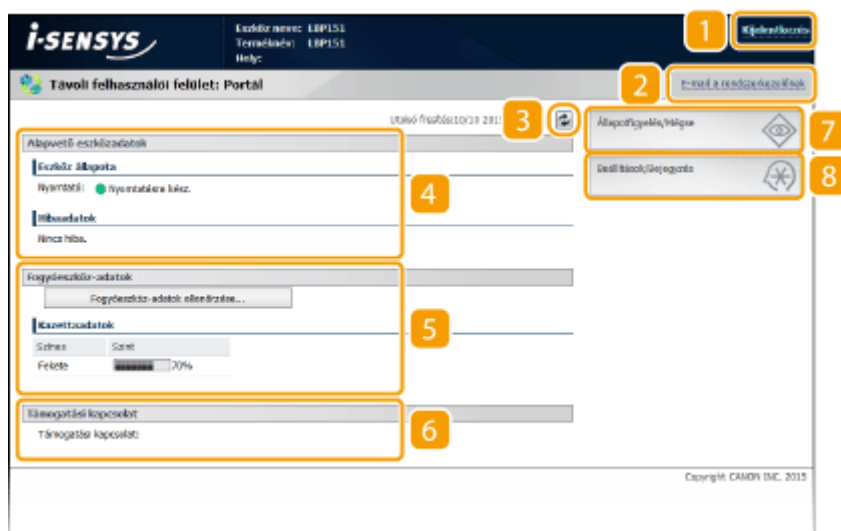 i-SENSYS
Eszköz neve: LBP151
Terméknév: LBP151
Hely:
1
Kijelentkezés
Távoli felhasználói felület: Portál
2
E-mail a rendszerkezelőnek
Utolsó frissítés:10/10 201
3
Alapvető eszközadatok
Eszköz állapota
Nyomtató: Nyomtatásra kész.
4
Hibaadatok
Nincs hiba.
Állapotfigyelés/Mégse
7
Beállítások/Bejegyzés
8
Fogyóeszköz-adatok
Fogyóeszköz-adatok ellenőrzése...
Kazettaadatok
5
Színes Szint
Fekete 70%
Támogatási kapcsolat
Támogatási kapcsolat:
6
Copyright CANON INC. 2015